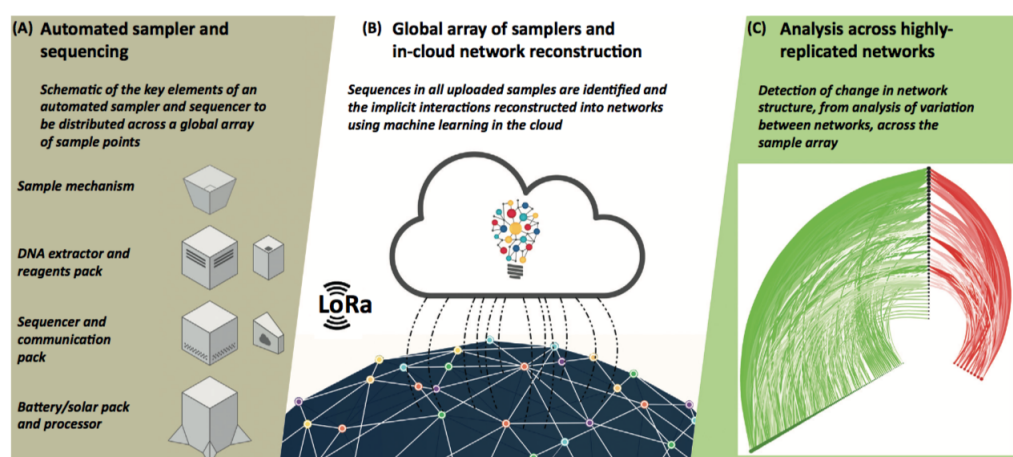 (A) Automated sampler and
sequencing
Schematic of the key elements of an
automated sampler and sequencer to
be distributed across a global array
of sample points
Sample mechanism
DNA extractor and
reagents pack
Sequencer and
communication
pack
Battery/solar pack
and processor
(B) Global array of samplers and
in-cloud network reconstruction
Sequences in all uploaded samples are identified and
the implicit interactions reconstructed into networks
using machine learning in the cloud
LoRa
(C) Analysis across highly-
replicated networks
Detection of change in network
structure, from analysis of variation
between networks, across the
sample array